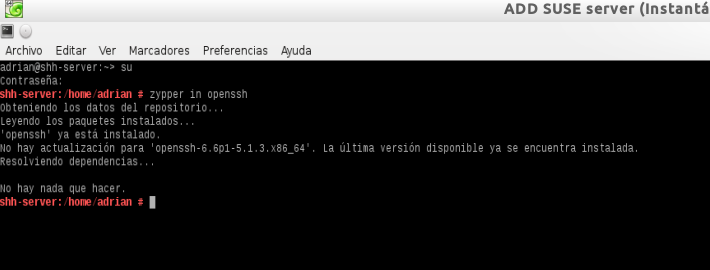 ADD SUSE server (Instantá
Archivo Editar Ver Marcadores Preferencias Ayuda
adrian@shh-server:~> su
Contraseña:
shh-server:/home/adrian # zypper in openssh
Obteniendo los datos del repositorio...
Leyendo los paquetes instalados...
'openssh' ya está instalado.
No hay actualización para 'openssh-6.6p1-5.1.3.x86_64'. La última versión disponible ya se encuentra instalada.
Resolviendo dependencias...
No hay nada que hacer.
shh-server:/home/adrian #